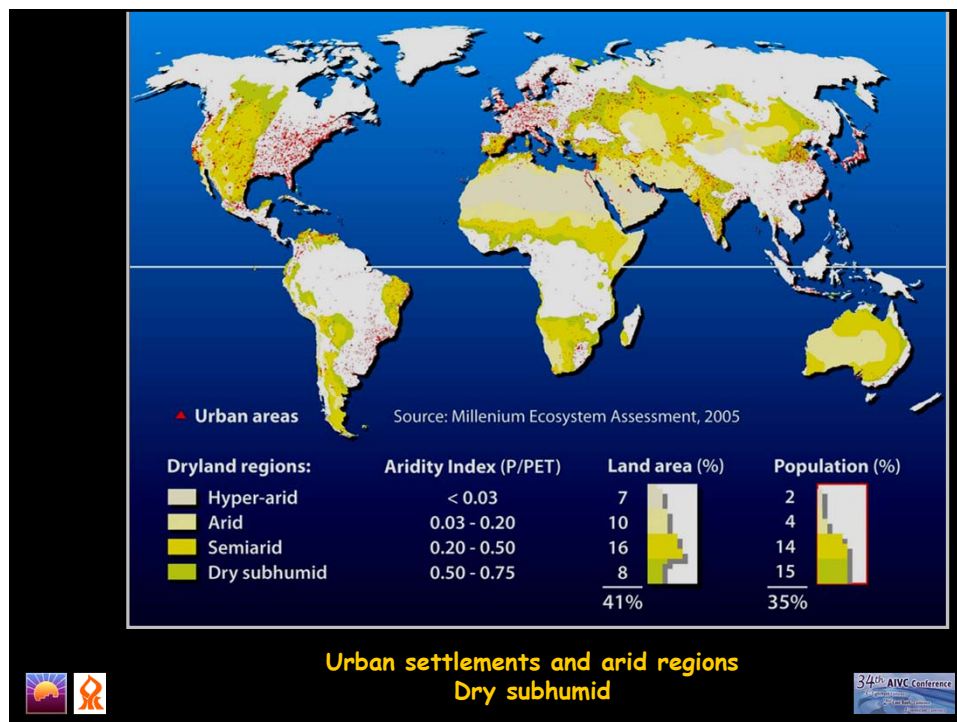 Urban areas Source: Millenium Ecosystem Assessment, 2005
Dryland regions: Aridity Index (P/PET) Land area (%) Population (%)
Hyper-arid < 0.03 7 2
Arid 0.03 - 0.20 10 4
Semiarid 0.20 - 0.50 16 14
Dry subhumid 0.50 - 0.75 8 15
41% 35%
Urban settlements and arid regions
Dry subhumid
34th AIVC Conference